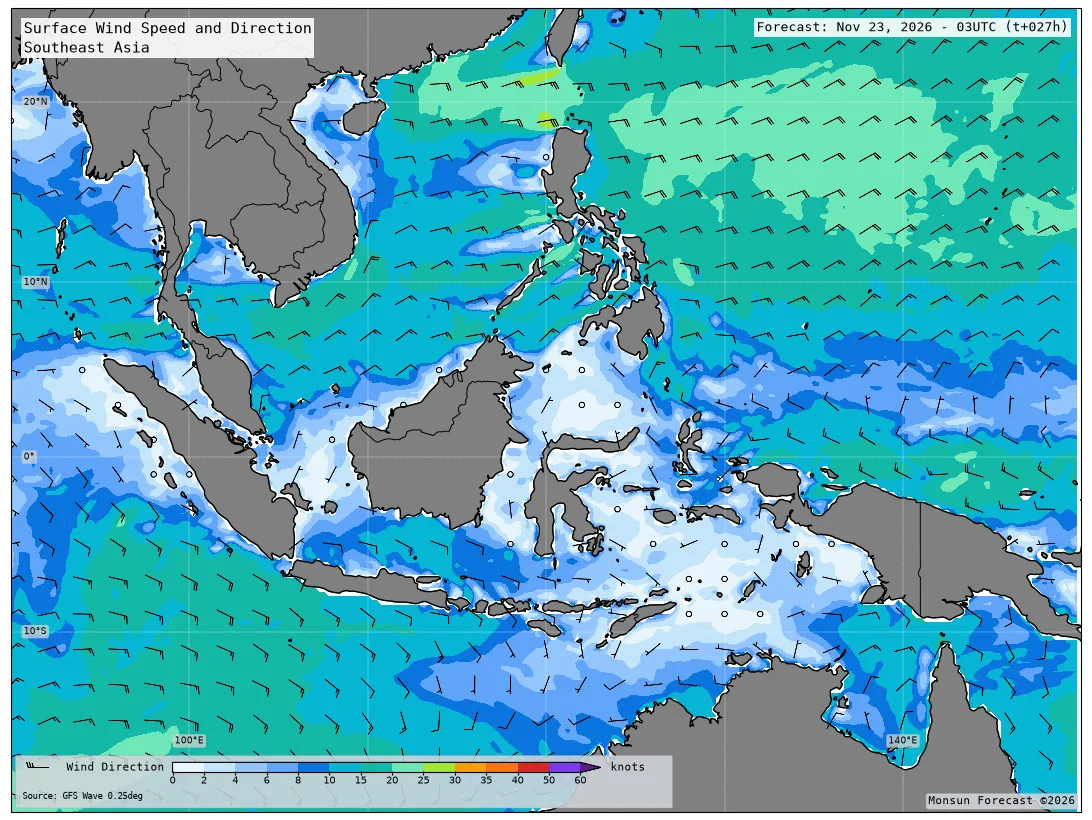 Surface Wind Speed and Direction
Southeast Asia
Forecast: Nov 23, 2026 - 03UTC (t+027h)
20°N
10°N
0°
10°S
100°E
140°E
Wind Direction
knots
0 2 4 6 8 10 15 20 25 30 35 40 50 60
Source: GFS Wave 0.25deg
Monsun Forecast ©2026